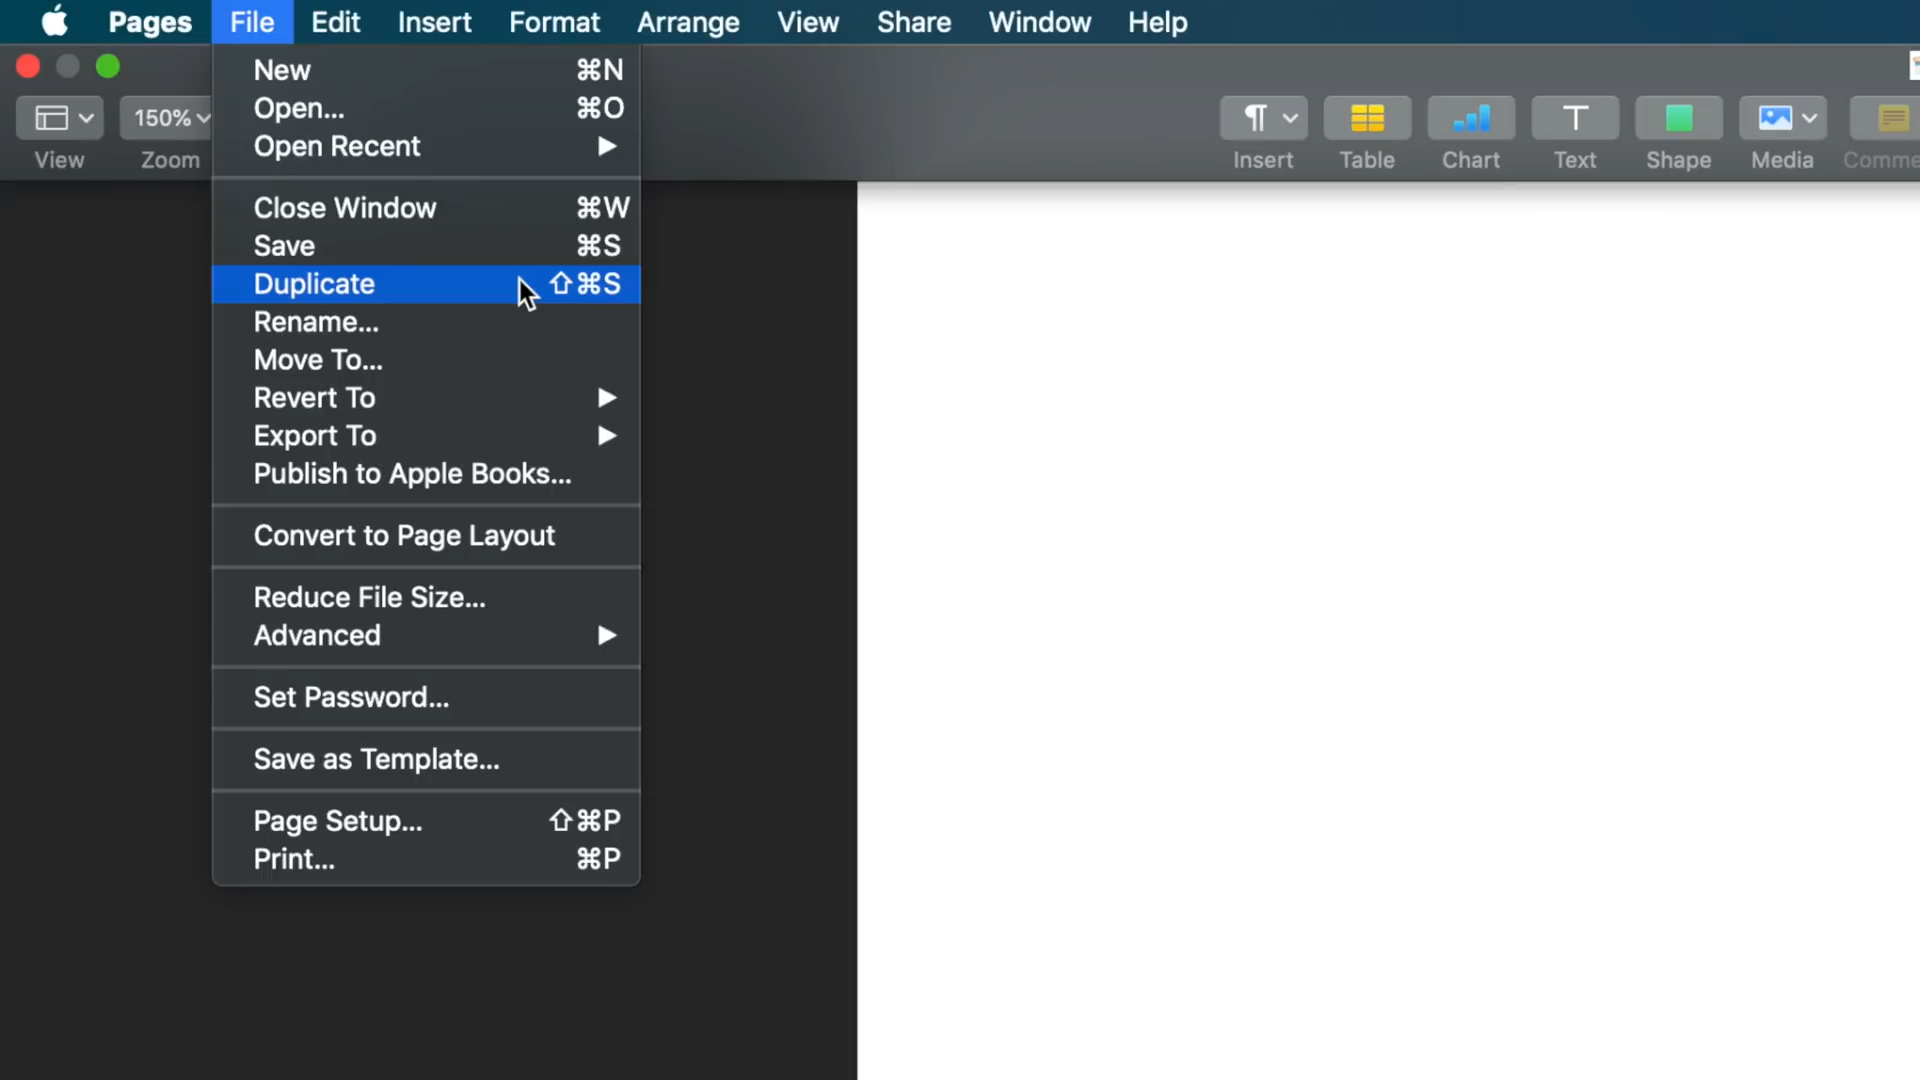 Pages File Edit Insert Format Arrange View Share Window Help
150%
View Zoom Insert Table Chart Text Shape Media Comme
New ⌘N
Open... ⌘O
Open Recent
Close Window ⌘W
Save ⌘S
Duplicate ⇧⌘S
Rename...
Move To...
Revert To
Export To
Publish to Apple Books...
Convert to Page Layout
Reduce File Size...
Advanced
Set Password...
Save as Template...
Page Setup... ⇧⌘P
Print... ⌘P